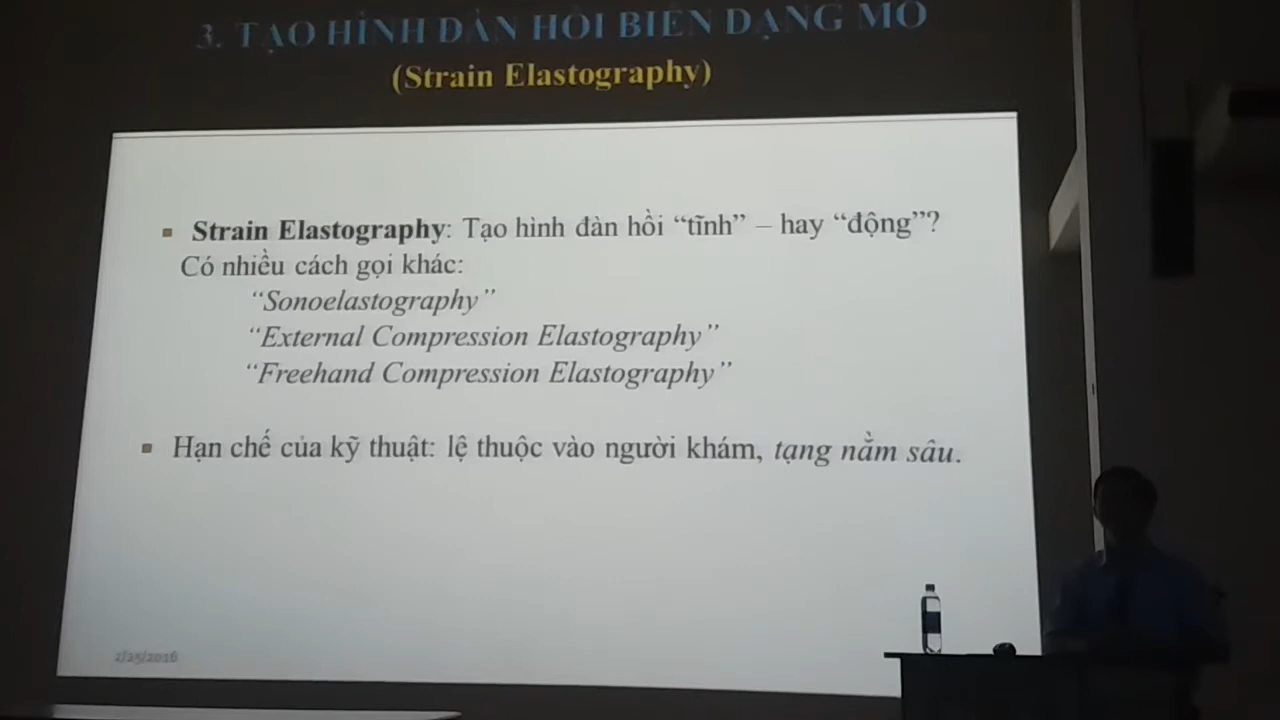 3. TẠO HÌNH ĐÀN HỒI BIẾN DẠNG MÔ
(Strain Elastography)
Strain Elastography: Tạo hình đàn hồi “tĩnh” – hay “động”?
Có nhiều cách gọi khác:
“Sonoelastography”
“External Compression Elastography”
“Freehand Compression Elastography”
Hạn chế của kỹ thuật: lệ thuộc vào người khám, tạng nằm sâu.
2/25/2016